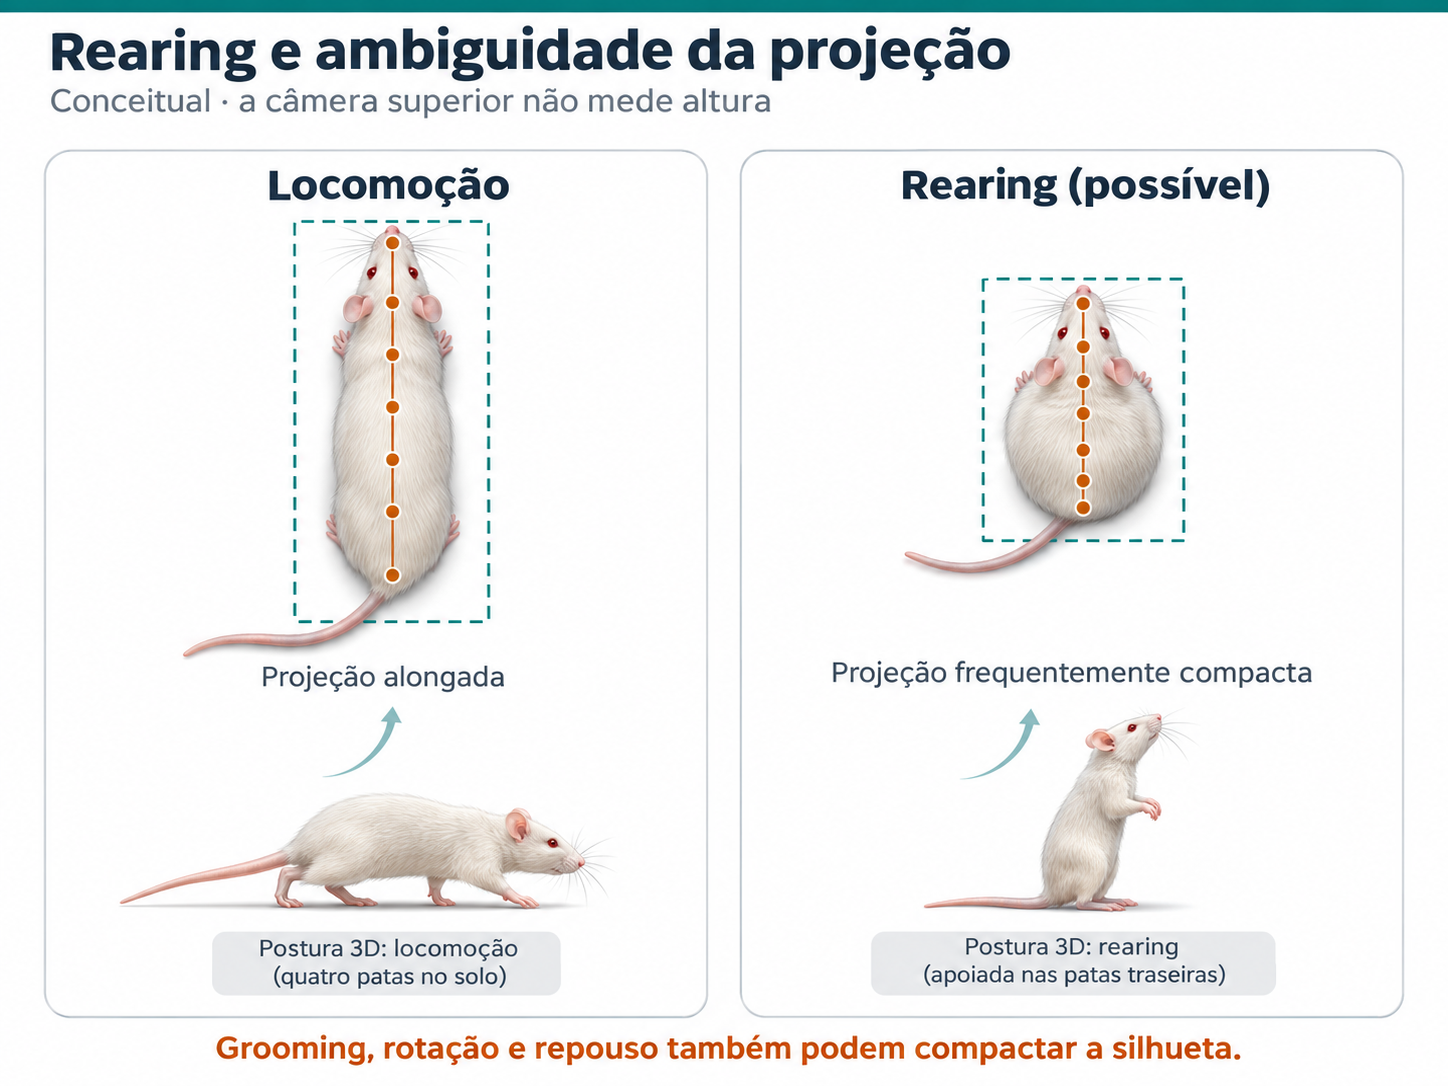 Rearing e ambiguidade da projeção
Conceitual · a câmera superior não mede altura
Locomoção
Projeção alongada
Postura 3D: locomoção
(quatro patas no solo)
Rearing (possível)
Projeção frequentemente compacta
Postura 3D: rearing
(apoiada nas patas traseiras)
Grooming, rotação e repouso também podem compactar a silhueta.